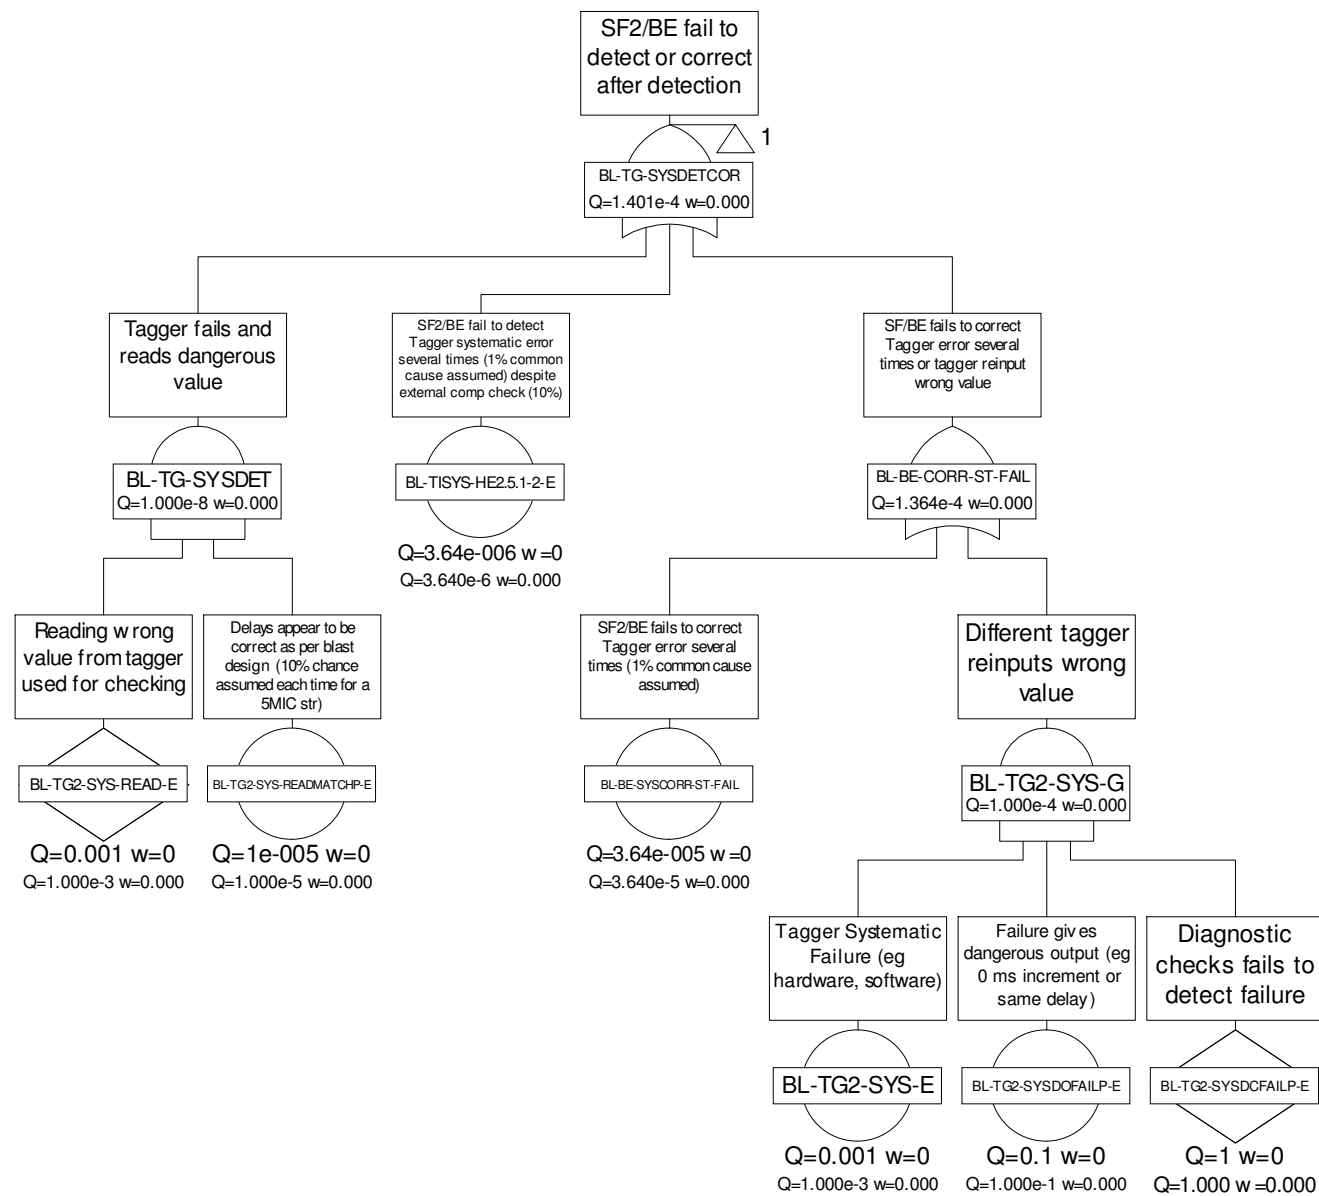 SF2/BE fail to
detect or correct
after detection
1
BL-TG-SYSDETCOR
Q=1.401e-4 w=0.000
Tagger fails and
reads dangerous
value
BL-TG-SYSDET
Q=1.000e-8 w=0.000
SF2/BE fail to detect
Tagger systematic error
several times (1% common
cause assumed) despite
external comp check (10%)
BL-TISYS-HE2.5.1-2-E
Q=3.64e-006 w=0
Q=3.640e-6 w=0.000
SF/BE fails to correct
Tagger error several
times or tagger reinput
wrong value
BL-BE-CORR-ST-FAIL
Q=1.364e-4 w=0.000
Reading wrong
value from tagger
used for checking
BL-TG2-SYS-READ-E
Q=0.001 w=0
Q=1.000e-3 w=0.000
Delays appear to be
correct as per blast
design (10% chance
assumed each time for a
5MIC str)
BL-TG2-SYS-READMATCHP-E
Q=1e-005 w=0
Q=1.000e-5 w=0.000
SF2/BE fails to correct
Tagger error several
times (1% common cause
assumed)
BL-BE-SYSCORR-ST-FAIL
Q=3.64e-005 w=0
Q=3.640e-5 w=0.000
Different tagger
reinputs wrong
value
BL-TG2-SYS-G
Q=1.000e-4 w=0.000
Tagger Systematic
Failure (eg
hardware, software)
BL-TG2-SYS-E
Q=0.001 w=0
Q=1.000e-3 w=0.000
Failure gives
dangerous output (eg
0 ms increment or
same delay)
BL-TG2-SYSDOFAILP-E
Q=0.1 w=0
Q=1.000e-1 w=0.000
Diagnostic
checks fails to
detect failure
BL-TG2-SYSDCFAILP-E
Q=1 w=0
Q=1.000 w=0.000